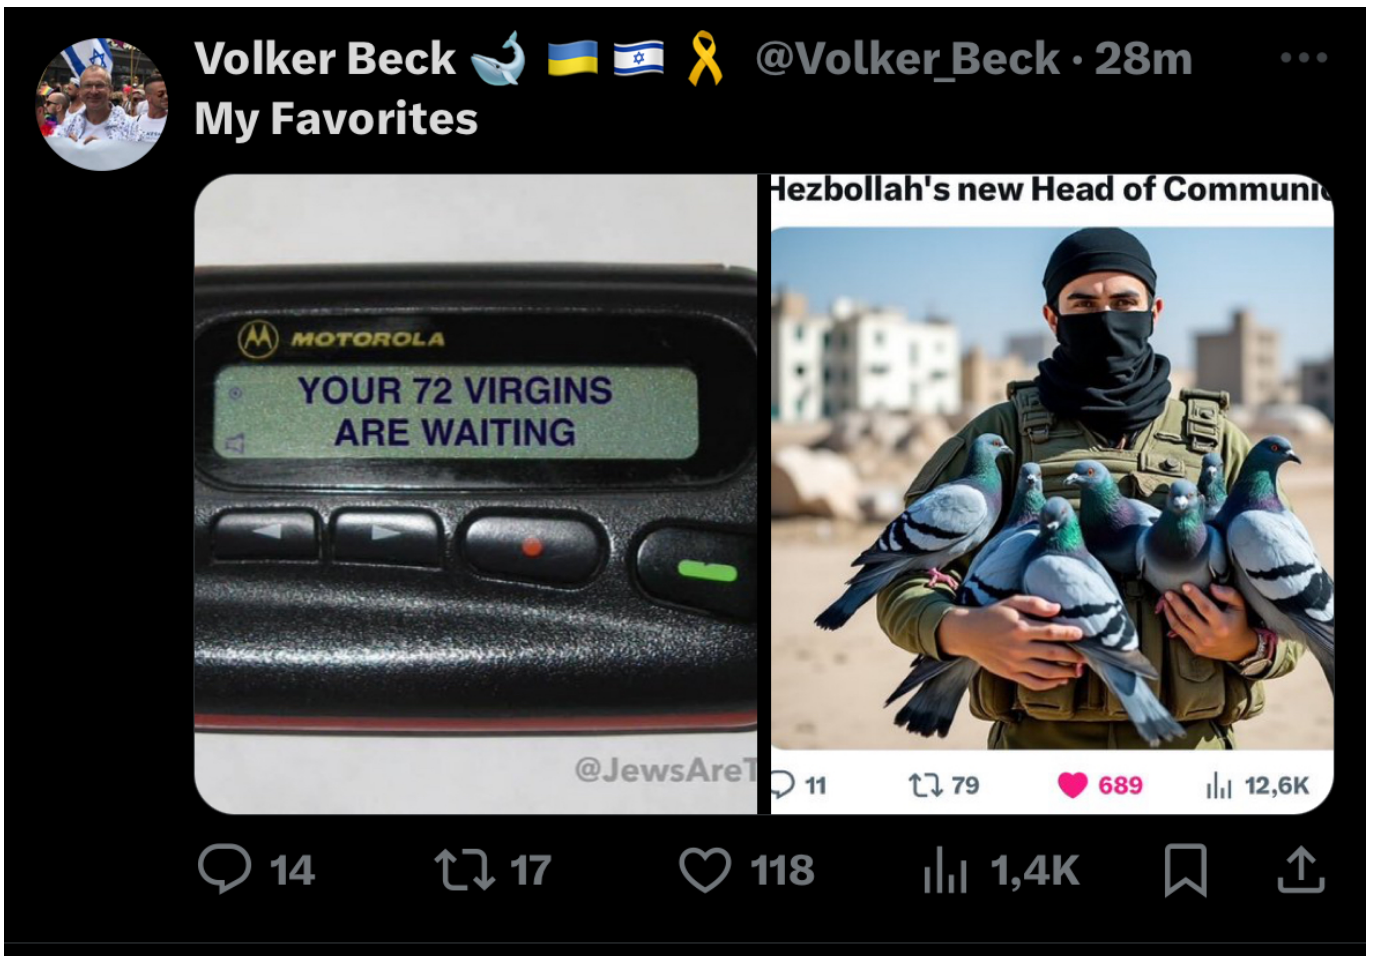 Volker Beck 🐳 🇺🇦 🇮🇱 🎗️ @Volker_Beck · 28m
My Favorites
MOTOROLA
YOUR 72 VIRGINS
ARE WAITING
@JewsAreT
Hezbollah's new Head of Communic
11 79 689 12,6K
14 17 118 1,4K